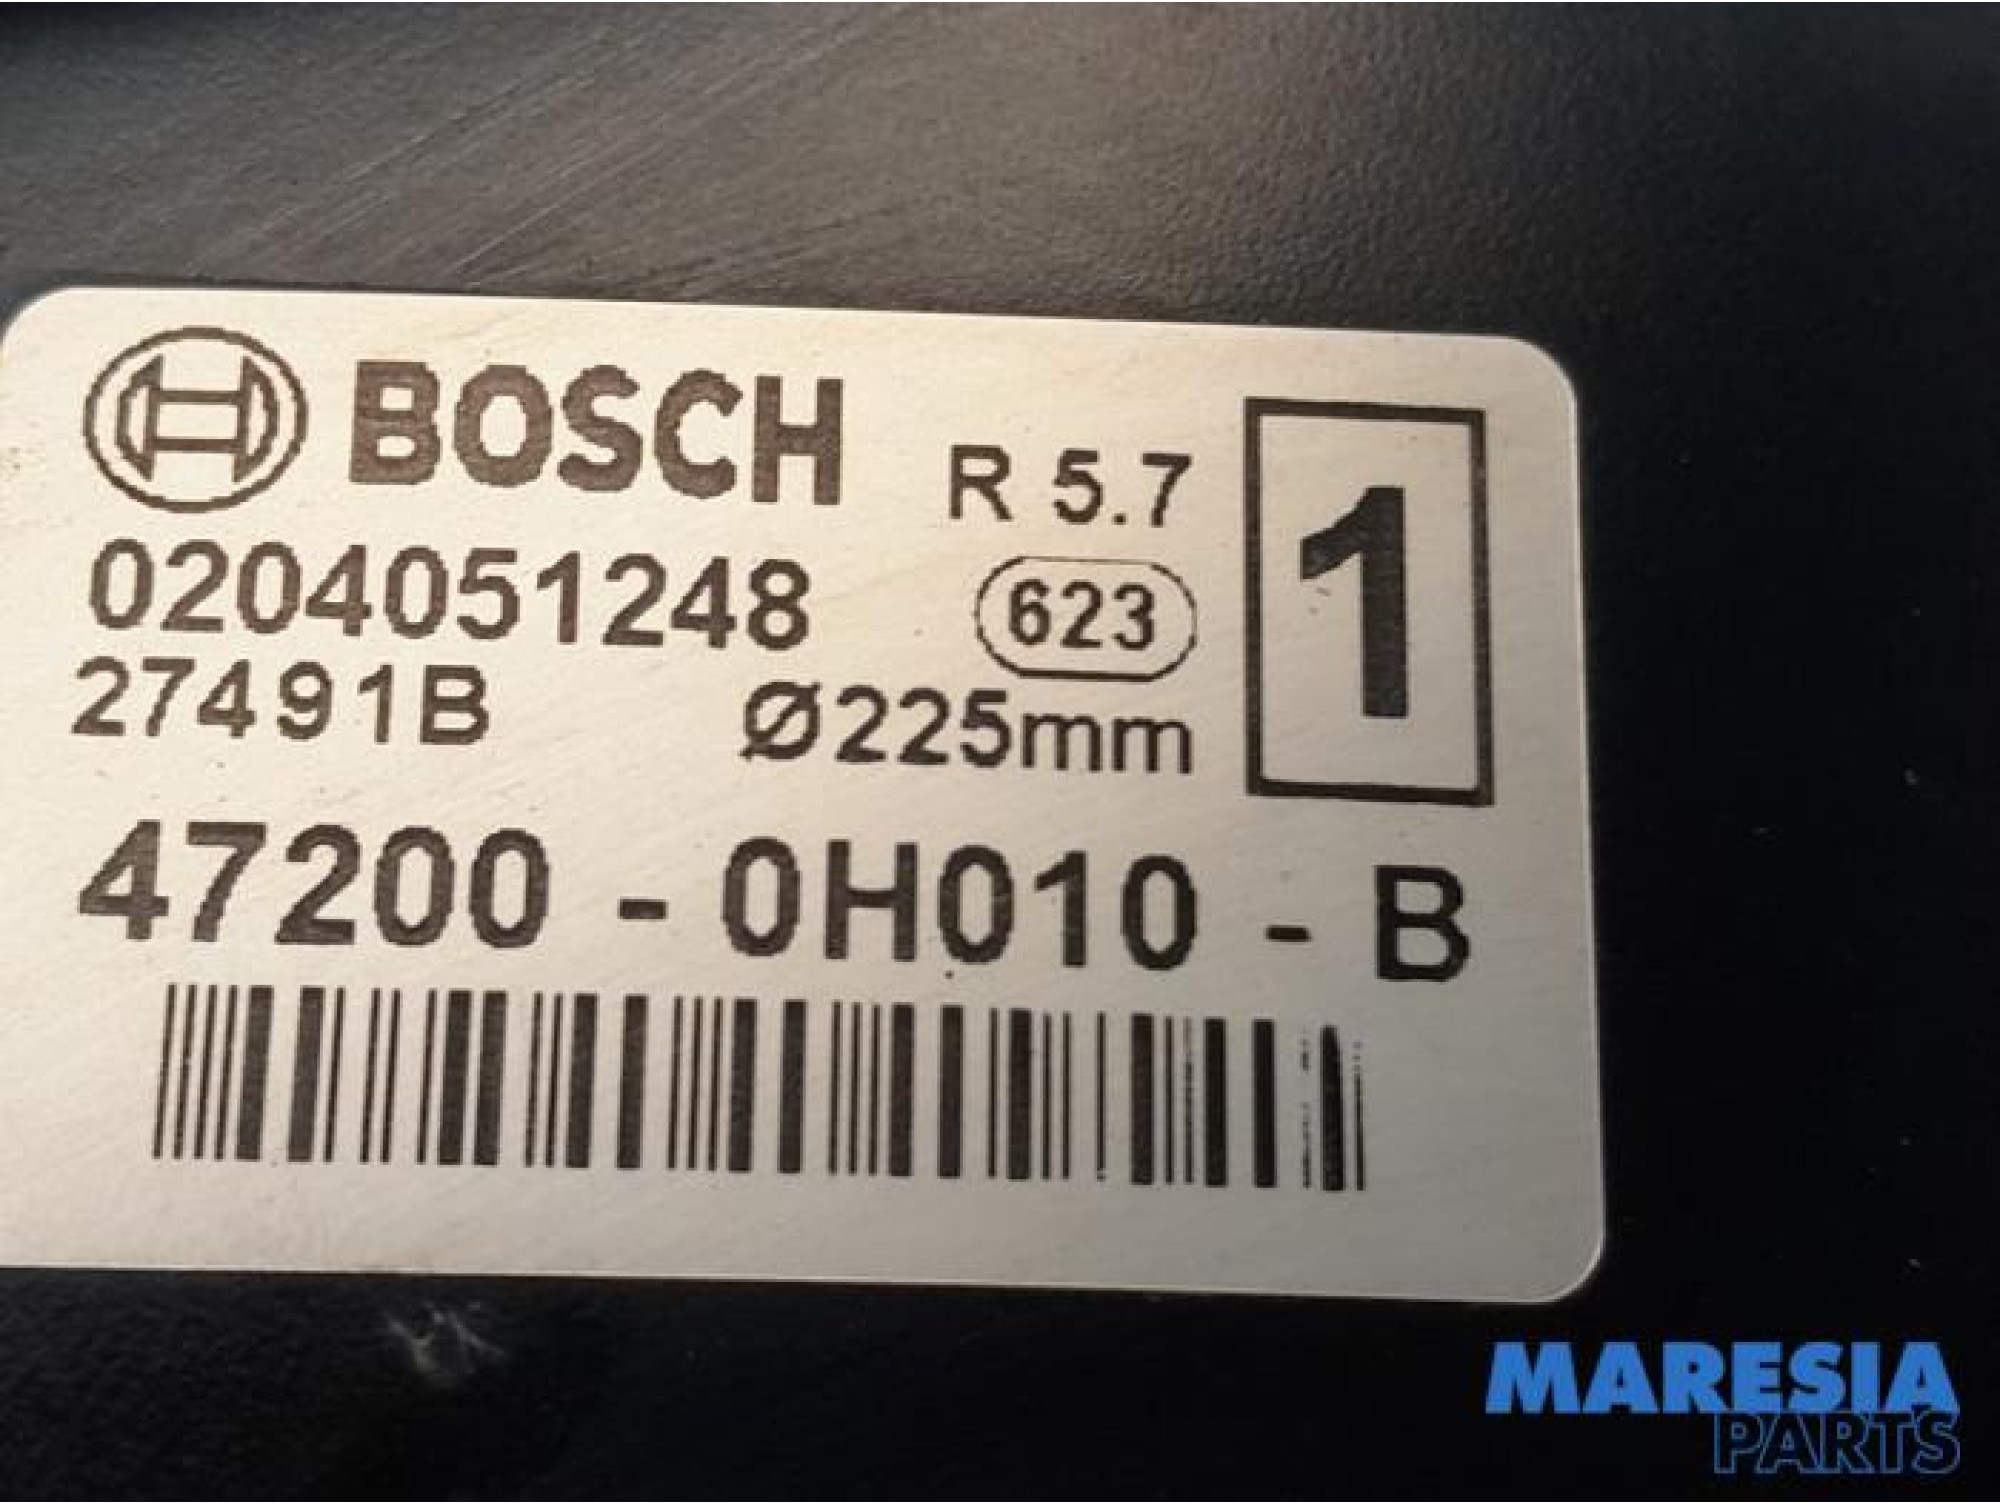 BOSCH
R 5.7
1
0204051248
623
27491B
Ø225mm
47200 - 0H010 - B
MARESIA
PARTS